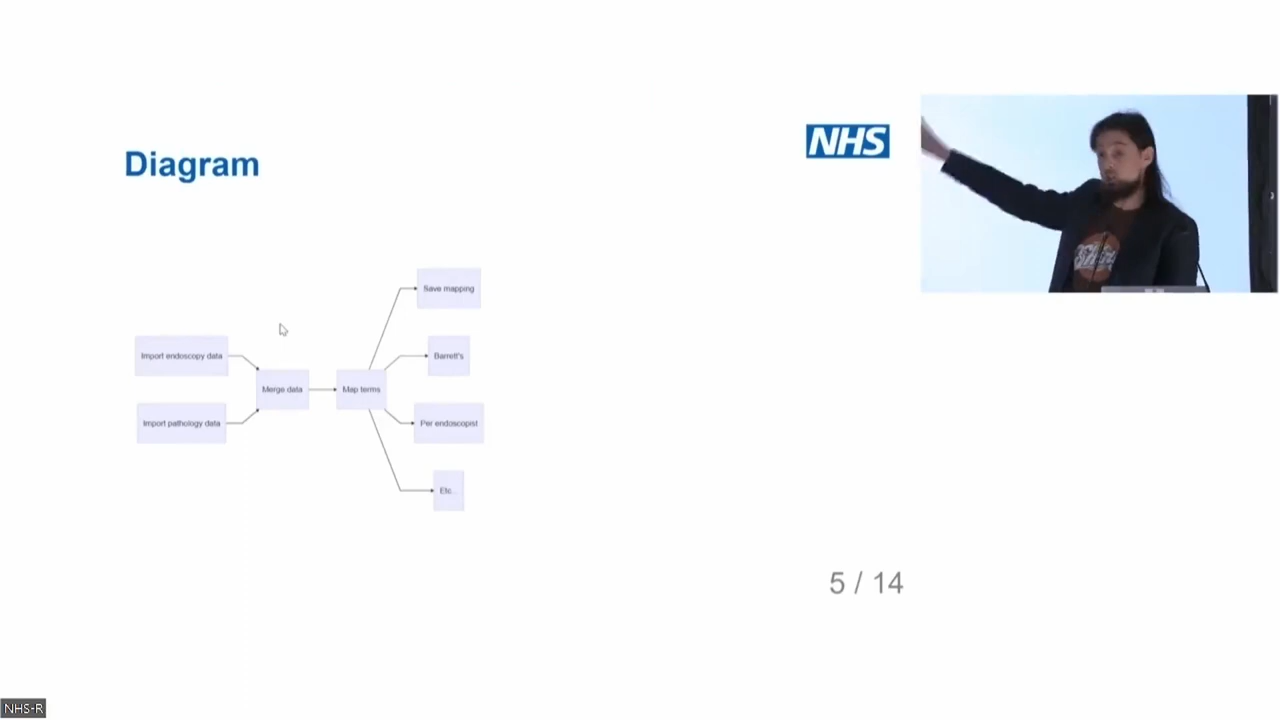 Diagram
NHS
Save mapping
Import endoscopy data
Barrett's
Merge data
Map terms
Import pathology data
Per endoscopist
Etc...
5 / 14
NHS-R